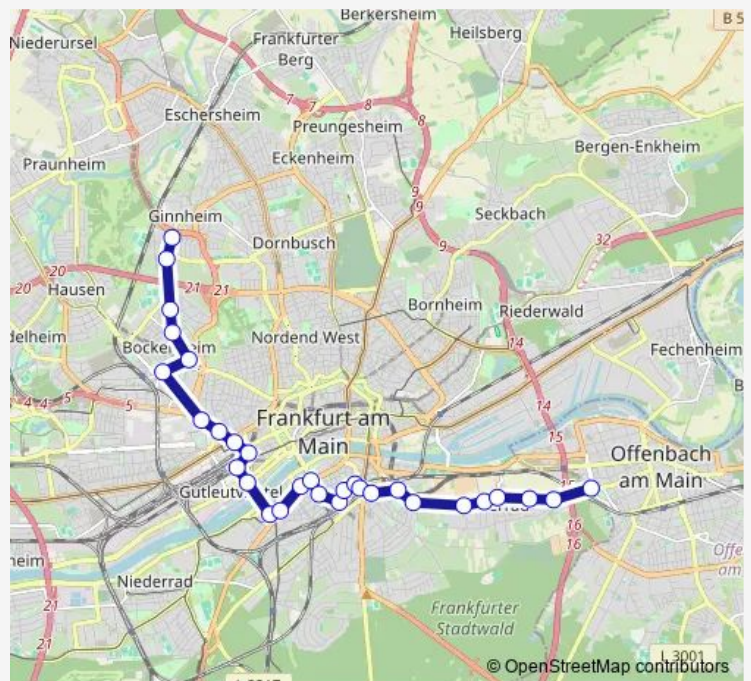 Berkersheim
B 5
Niederursel
Frankfurter
Berg
Heilsberg
7
7
8
8
Eschersheim
Preungesheim
Bergen-Enkheim
Praunheim
Eckenheim
9
9
Seckbach
Ginnheim
Dornbusch
9
32
20
20
21
21
Hausen
Bornheim
Riederwald
delheim
Nordend West
14
Fechenheim
4
4
5
5
14
Frankfurt am
Main
15
15
Offenbach
am Main
16
16
heim
Niederrad
Offe
am
21
21
Frankfurter
Stadtwald
L 3001
© OpenStreetMap contributors